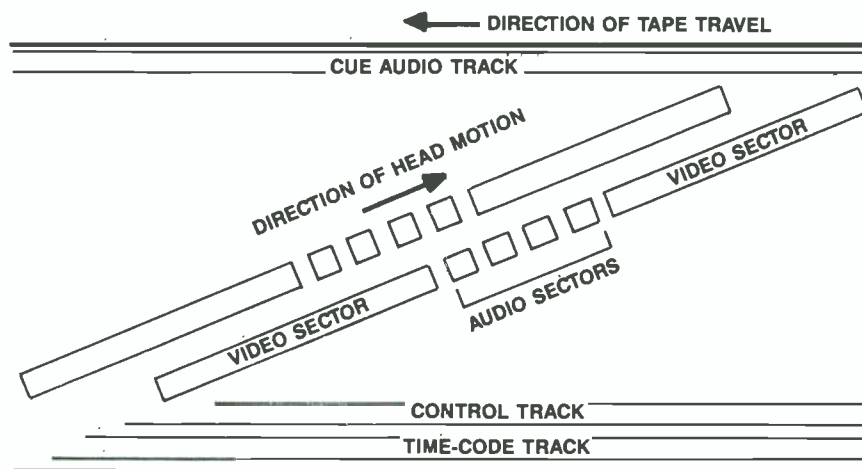 DIRECTION OF TAPE TRAVEL
CUE AUDIO TRACK
DIRECTION OF HEAD MOTION
VIDEO SECTOR
AUDIO SECTORS
VIDEO SECTOR
CONTROL TRACK
TIME-CODE TRACK